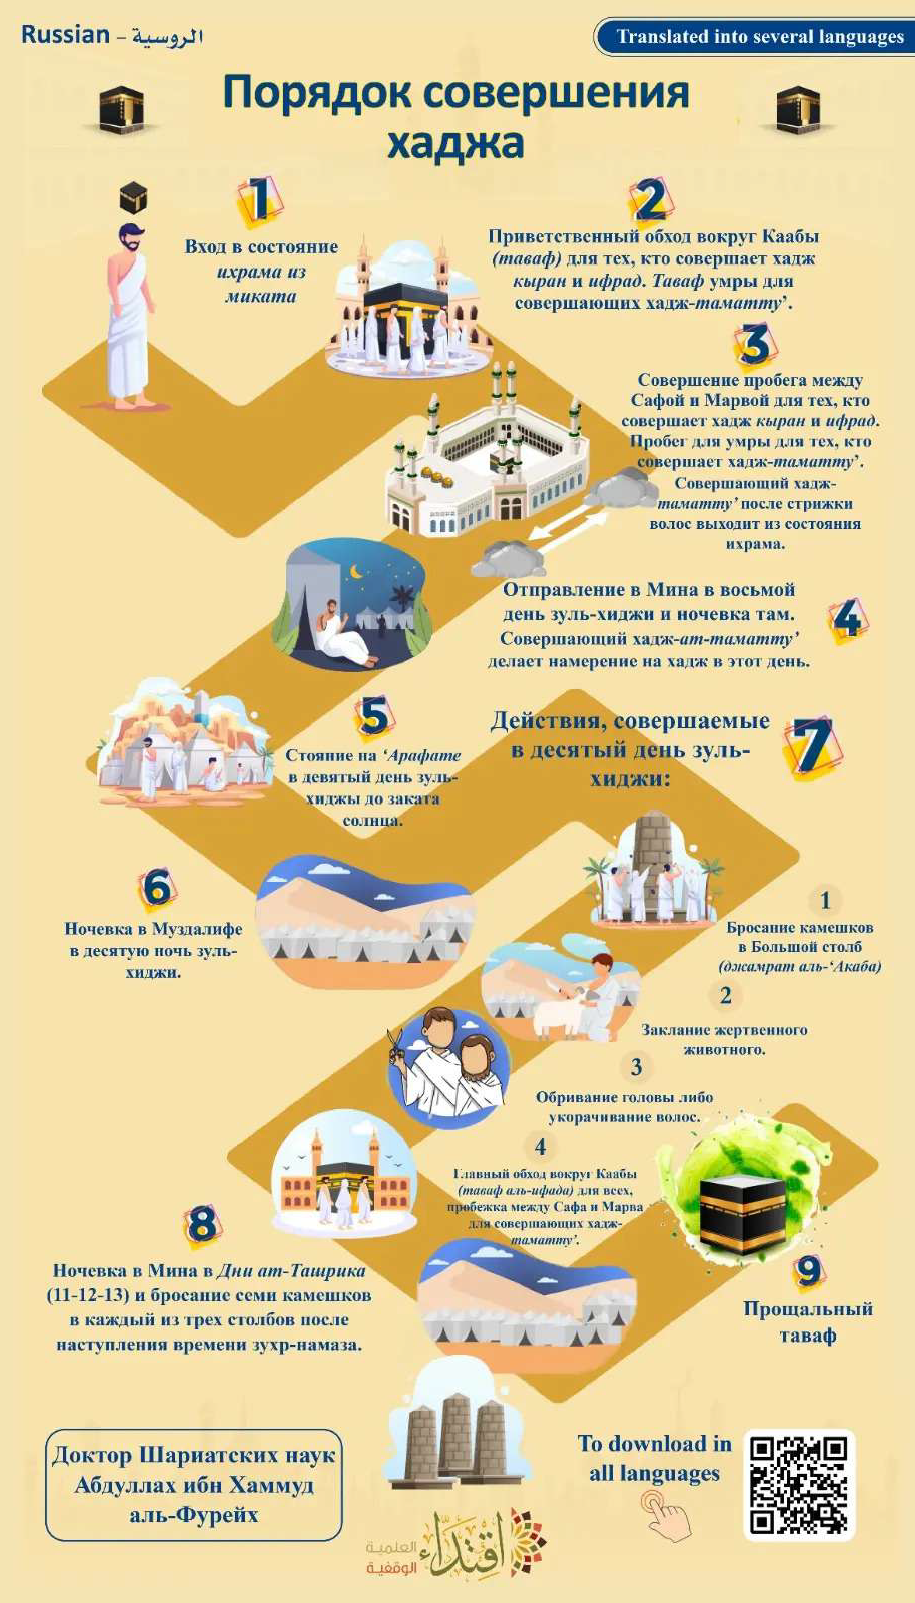 Russian - الروسية
Translated into several languages
Порядок совершения
хаджа
1
Вход в состояние
ихрама из
миката
2
Приветственный обход вокруг Каабы
(таваф) для тех, кто совершает хадж
кыран и ифрад. Таваф умры для
совершающих хадж-таматту’.
3
Совершение пробега между
Сафой и Марвой для тех, кто
совершает хадж кыран и ифрад.
Пробег для умры для тех, кто
совершает хадж-таматту’.
Совершающий хадж-
таматту’ после стрижки
волос выходит из состояния
ихрама.
4
Отправление в Мина в восьмой
день зуль-хиджи и ночевка там.
Совершающий хадж-ат-таматту’
делает намерение на хадж в этот день.
5
Стояние на ‘Арафате
в девятый день зуль-
хиджы до заката
солнца.
6
Ночевка в Муздалифе
в десятую ночь зуль-
хиджи.
7
Действия, совершаемые
в десятый день зуль-
хиджи:
1
Бросание камешков
в Большой столб
(джамрат аль-‘Акаба)
2
Заклание жертвенного
животного.
3
Обривание головы либо
укорачивание волос.
4
Главный обход вокруг Каабы
(таваф аль-ифада) для всех,
пробежка между Сафа и Марва
для совершающих хадж-
таматту’.
8
Ночевка в Мина в Дни ат-Ташрика
(11-12-13) и бросание семи камешков
в каждый из трех столбов после
наступления времени зухр-намаза.
9
Прощальный
таваф
Доктор Шариатских наук
Абдуллах ибн Хаммуд
аль-Фурейх
To download in
all languages
اقتداء
العلمية
الوقفية